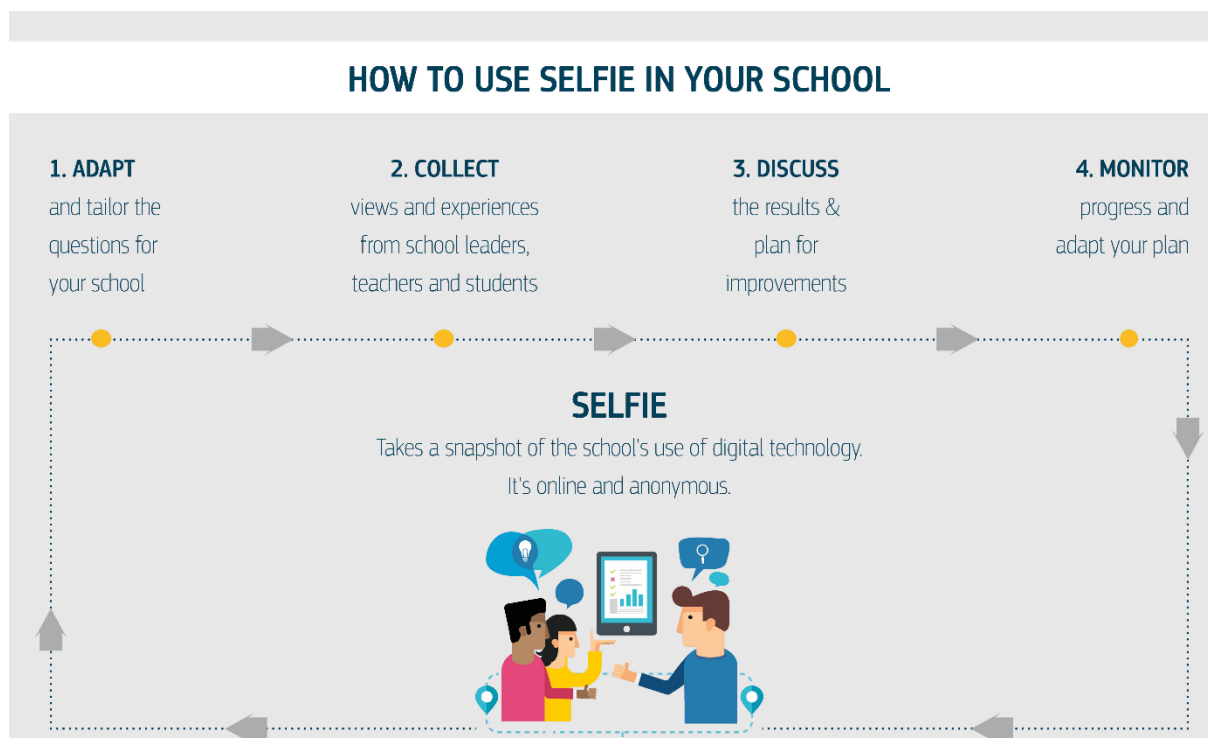 HOW TO USE SELFIE IN YOUR SCHOOL
1. ADAPT
and tailor the
questions for
your school
2. COLLECT
views and experiences
from school leaders,
teachers and students
3. DISCUSS
the results &
plan for
improvements
4. MONITOR
progress and
adapt your plan
SELFIE
Takes a snapshot of the school's use of digital technology.
It's online and anonymous.